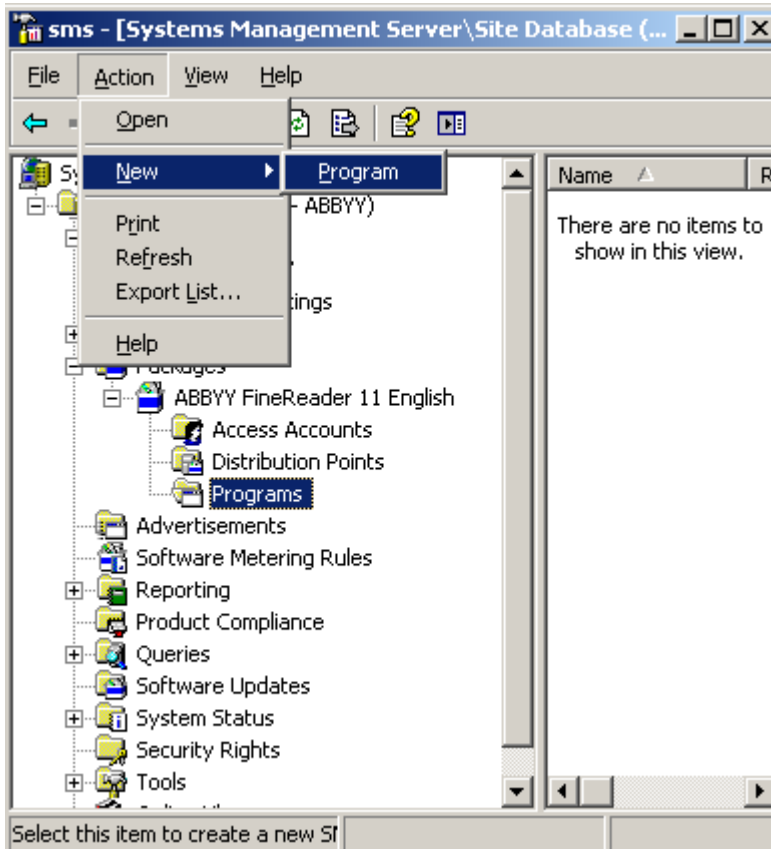 sms - [Systems Management Server\Site Database (...
File Action View Help
Open
New
Program
Print
Refresh
Export List...
Help
- ABBYY)
ings
Packages
ABBYY FineReader 11 English
Access Accounts
Distribution Points
Programs
Advertisements
Software Metering Rules
Reporting
Product Compliance
Queries
Software Updates
System Status
Security Rights
Tools
Name R
There are no items to
show in this view.
Select this item to create a new SM